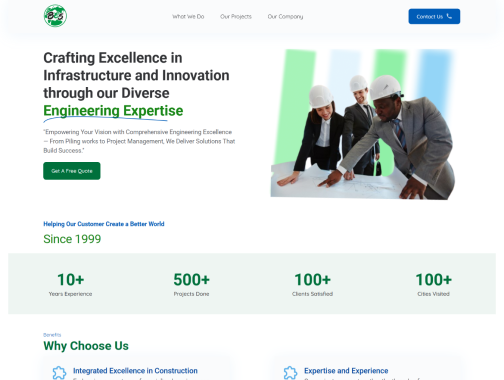 What We Do
Our Projects
Our Company
Contact Us
Crafting Excellence in
Infrastructure and Innovation
through our Diverse
Engineering Expertise
"Empowering Your Vision with Comprehensive Engineering Excellence
— From Piling works to Project Management, We Deliver Solutions That
Build Success."
Get A Free Quote
Helping Our Customer Create a Better World
Since 1999
10+
500+
100+
100+
Years Experience
Projects Done
Clients Satisfied
Cities Visited
Benefits
Why Choose Us
Integrated Excellence in Construction
Expertise and Experience